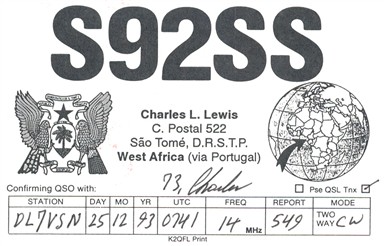 S92SS
Charles L. Lewis
C. Postal 522
São Tomé, D.R.S.T.P.
West Africa (via Portugal)
Confirming QSO with: 73, Charles Pse QSL Tnx
STATION DAY MO YR UTC FREQ REPORT MODE
DL7VSN 25 12 93 0741 14 MHz 549 TWO WAY CW
K2QFL Print